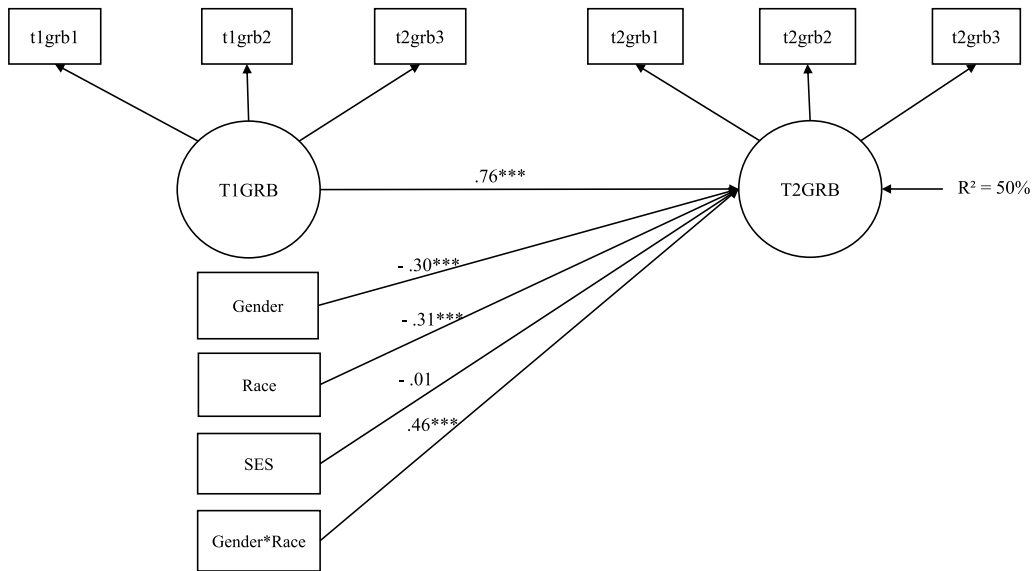 t1grb1
t1grb2
t2grb3
t2grb1
t2grb2
t2grb3
T1GRB
.76***
T2GRB
R² = 50%
- .30***
Gender
- .31***
Race
- .01
.46***
SES
Gender*Race